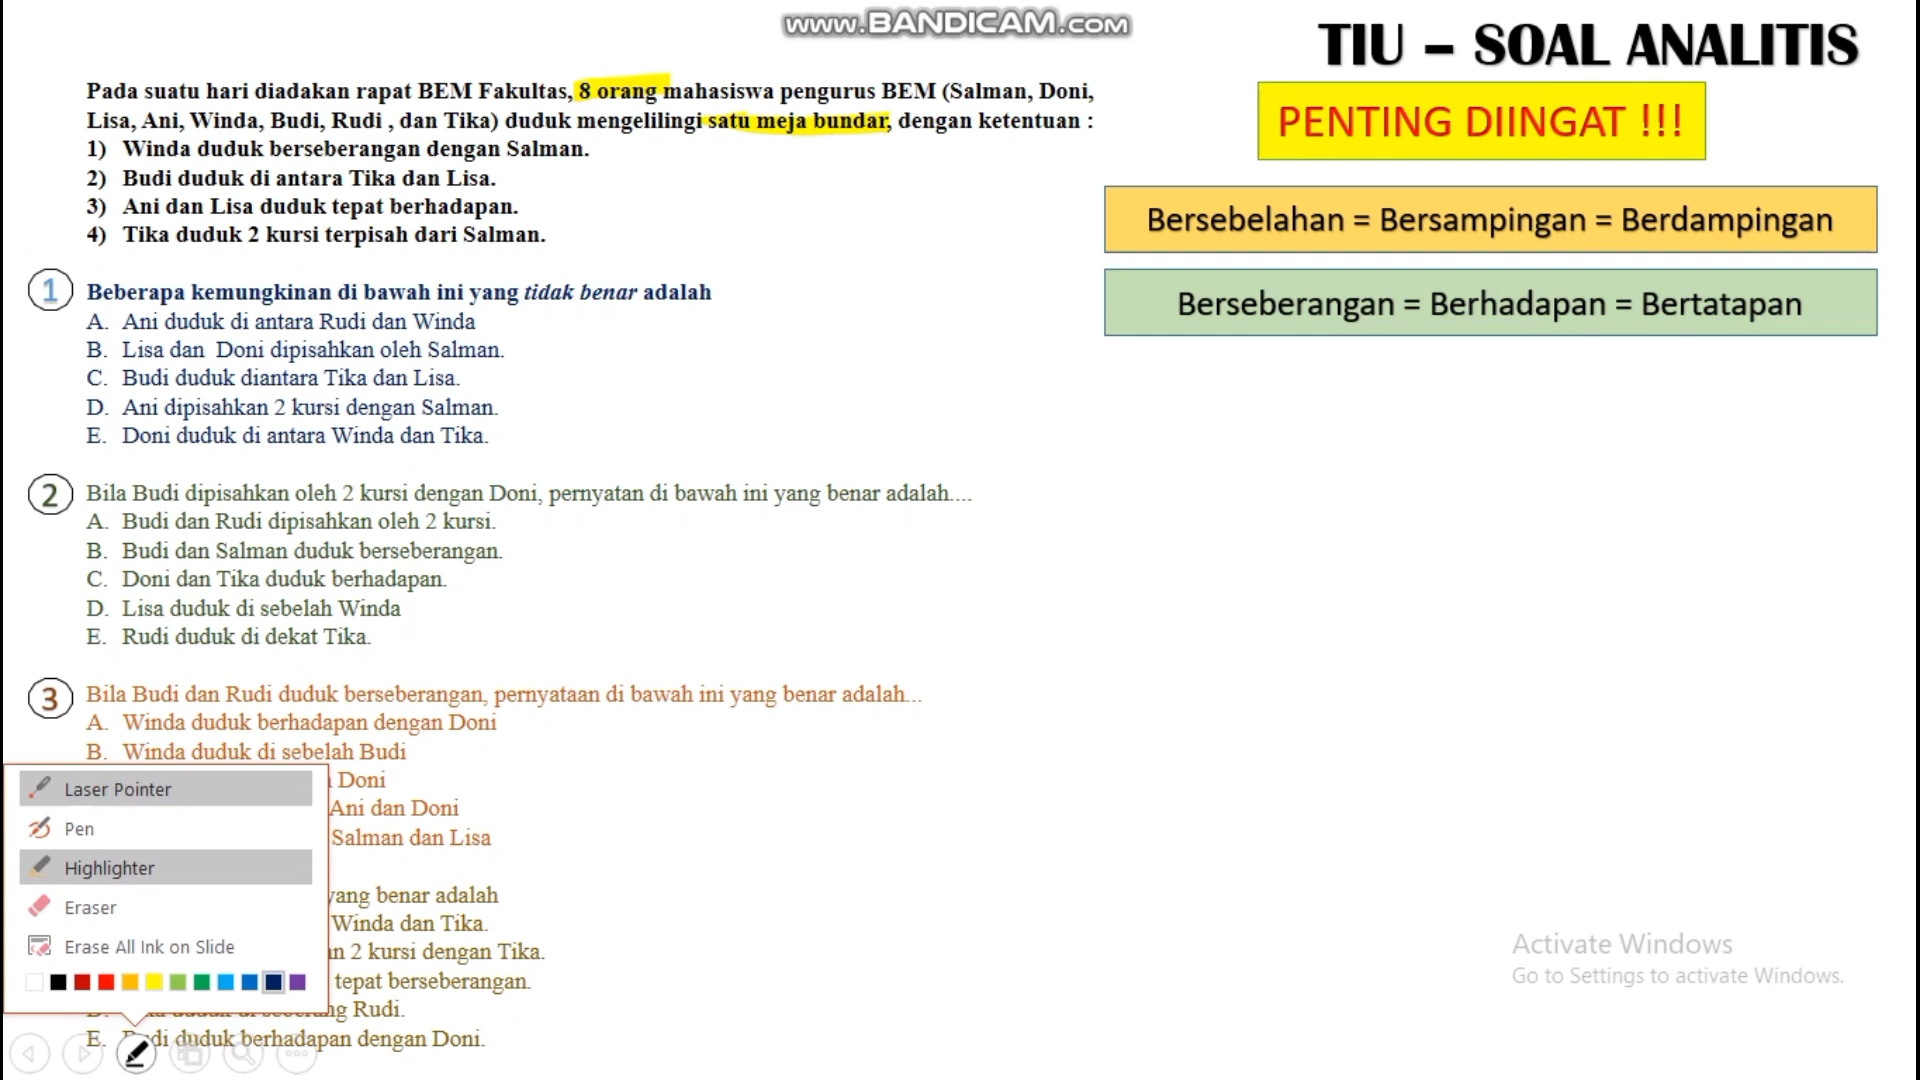 www.BANDICAM.com
TIU – SOAL ANALITIS
PENTING DIINGAT !!!
Bersebelahan = Bersampingan = Berdampingan
Berseberangan = Berhadapan = Bertatapan
Pada suatu hari diadakan rapat BEM Fakultas, 8 orang mahasiswa pengurus BEM (Salman, Doni,
Lisa, Ani, Winda, Budi, Rudi , dan Tika) duduk mengelilingi satu meja bundar, dengan ketentuan :
1) Winda duduk berseberangan dengan Salman.
2) Budi duduk di antara Tika dan Lisa.
3) Ani dan Lisa duduk tepat berhadapan.
4) Tika duduk 2 kursi terpisah dari Salman.
1 Beberapa kemungkinan di bawah ini yang tidak benar adalah
A. Ani duduk di antara Rudi dan Winda
B. Lisa dan Doni dipisahkan oleh Salman.
C. Budi duduk diantara Tika dan Lisa.
D. Ani dipisahkan 2 kursi dengan Salman.
E. Doni duduk di antara Winda dan Tika.
2 Bila Budi dipisahkan oleh 2 kursi dengan Doni, pernyatan di bawah ini yang benar adalah....
A. Budi dan Rudi dipisahkan oleh 2 kursi.
B. Budi dan Salman duduk berseberangan.
C. Doni dan Tika duduk berhadapan.
D. Lisa duduk di sebelah Winda
E. Rudi duduk di dekat Tika.
3 Bila Budi dan Rudi duduk berseberangan, pernyataan di bawah ini yang benar adalah...
A. Winda duduk berhadapan dengan Doni
B. Winda duduk di sebelah Budi
Doni
Ani dan Doni
Salman dan Lisa
yang benar adalah
Winda dan Tika.
2 kursi dengan Tika.
tepat berseberangan.
Rudi.
E. Budi duduk berhadapan dengan Doni.
Laser Pointer
Pen
Highlighter
Eraser
Erase All Ink on Slide
Activate Windows
Go to Settings to activate Windows.